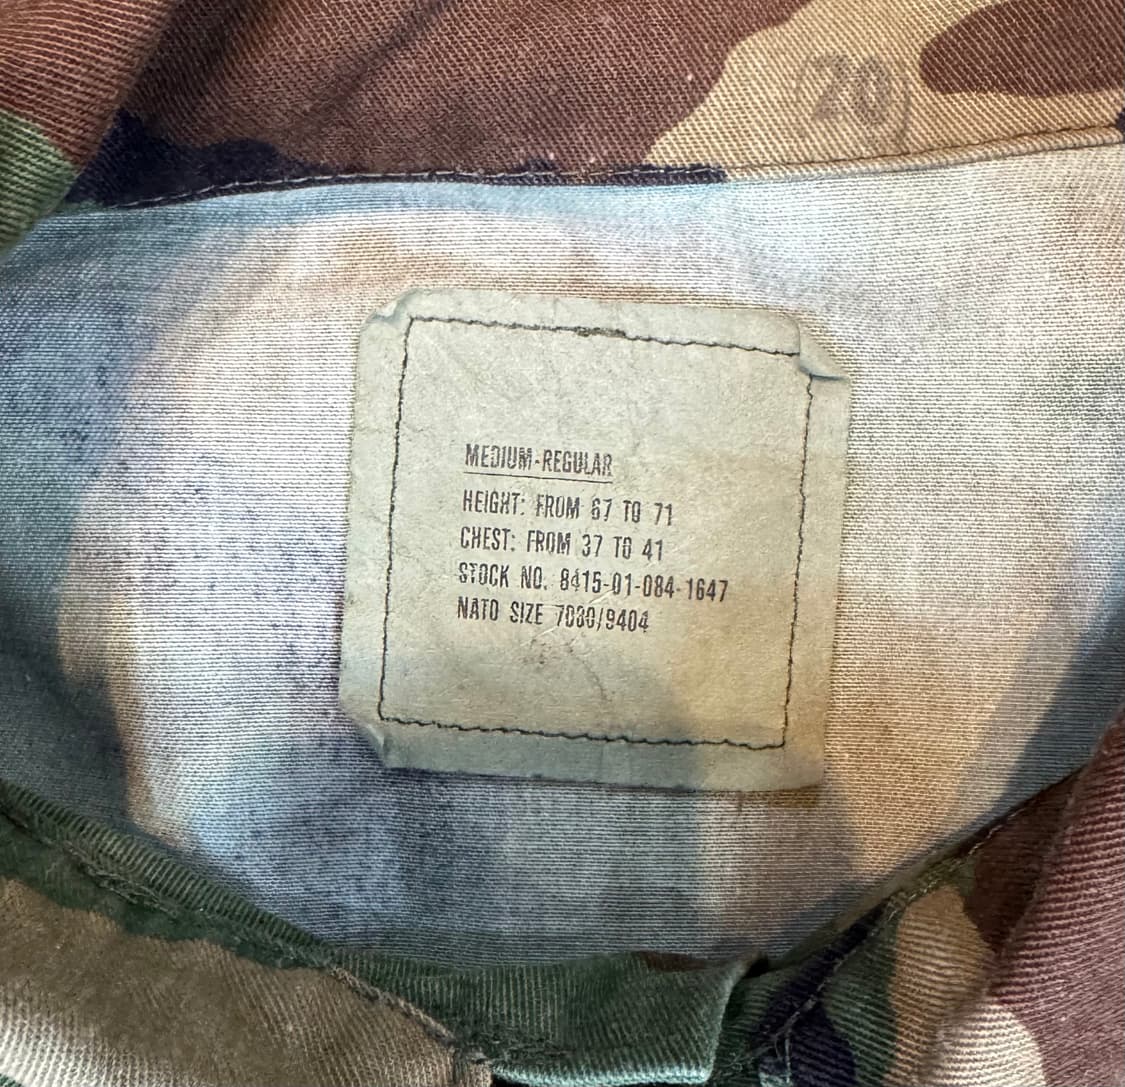 (20)
MEDIUM-REGULAR
HEIGHT: FROM 67 TO 71
CHEST: FROM 37 TO 41
STOCK NO. 8415-01-084-1647
NATO SIZE 7080/9404